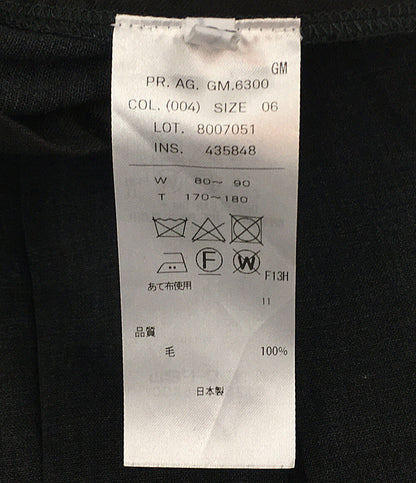 GM
PR. AG. GM.6300
COL. (004) SIZE 06
LOT. 8007051
INS. 435848
W 80～ 90
T 170～180
F W F13H
あて布使用
11
品質
毛 100%
日本製